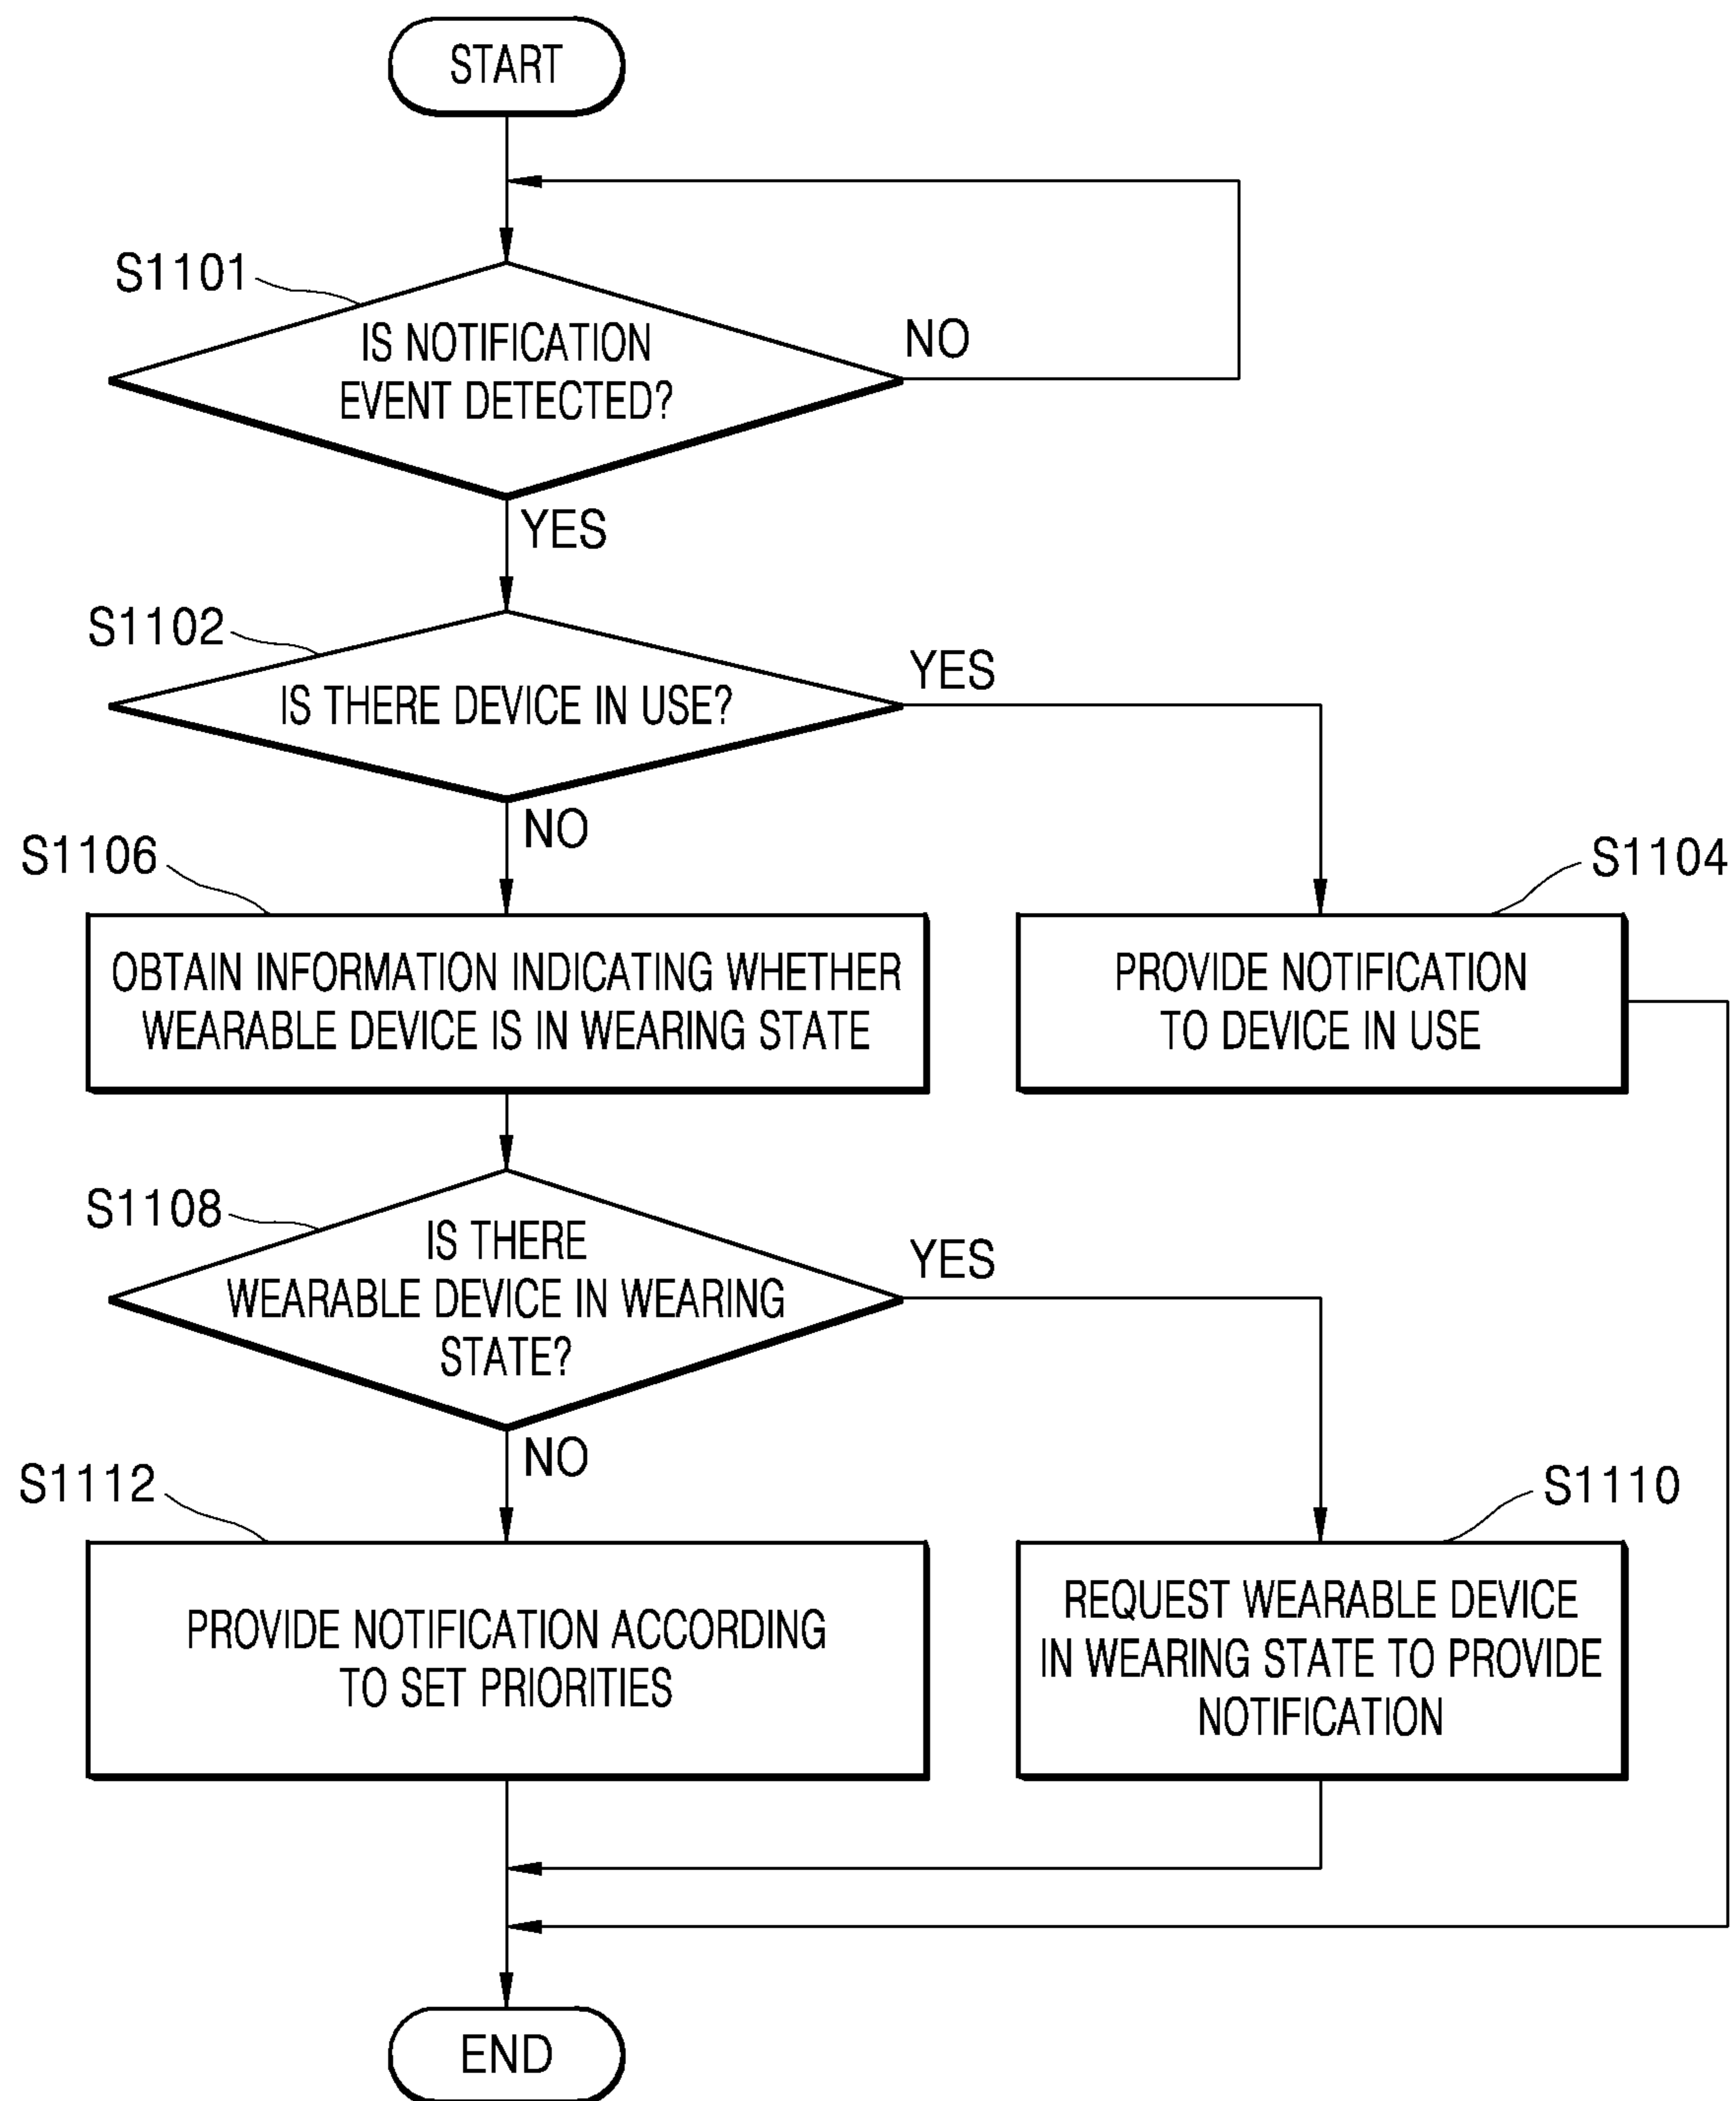 START
S1101
IS NOTIFICATION
EVENT DETECTED?
NO
YES
S1102
IS THERE DEVICE IN USE?
YES
NO
S1106
OBTAIN INFORMATION INDICATING WHETHER
WEARABLE DEVICE IS IN WEARING STATE
S1104
PROVIDE NOTIFICATION
TO DEVICE IN USE
S1108
IS THERE
WEARABLE DEVICE IN WEARING
STATE?
YES
NO
S1112
PROVIDE NOTIFICATION ACCORDING
TO SET PRIORITIES
S1110
REQUEST WEARABLE DEVICE
IN WEARING STATE TO PROVIDE
NOTIFICATION
END